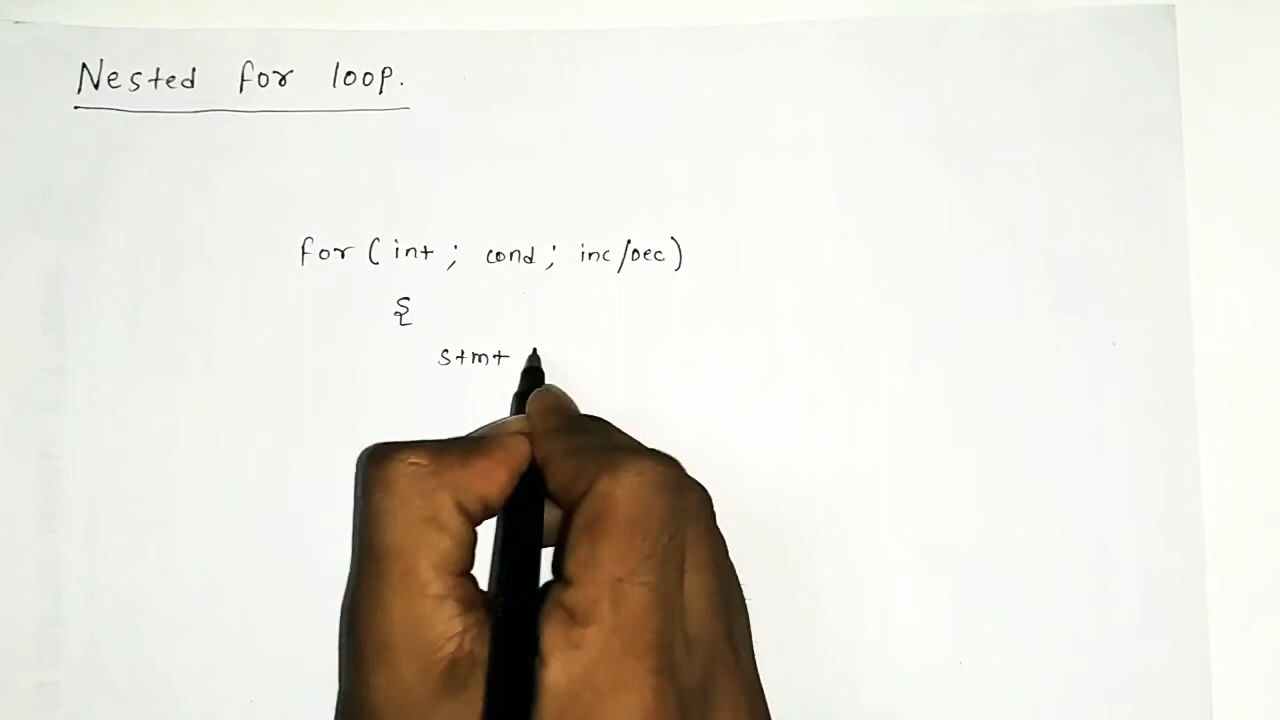 Nested for loop.
for (int ; cond ; inc/Dec)
{
stmt